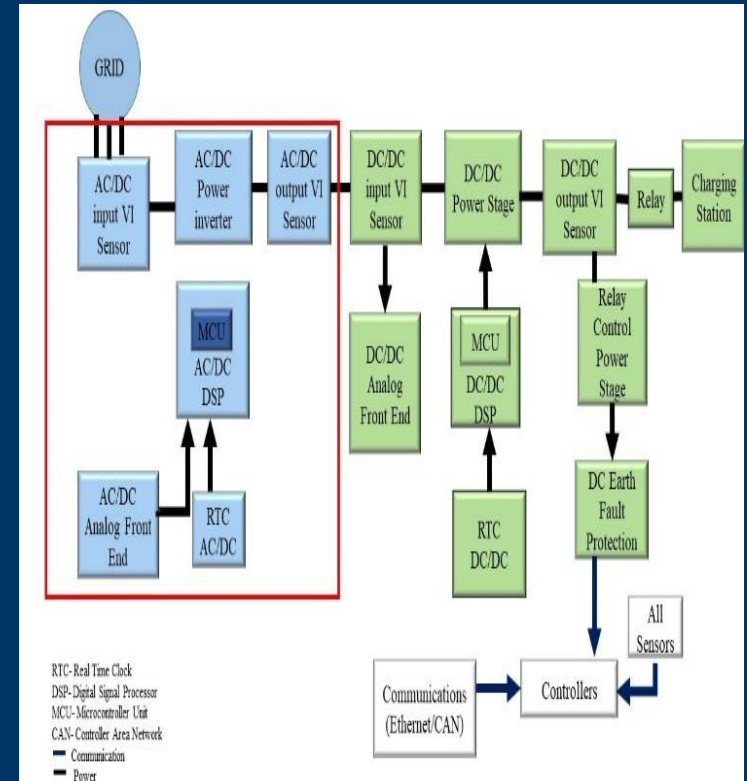 GRID
AC/DC
input VI
Sensor
AC/DC
Power
inverter
AC/DC
output VI
Sensor
DC/DC
input VI
Sensor
DC/DC
Power Stage
DC/DC
output VI
Sensor
Relay
Charging
Station
MCU
AC/DC
DSP
DC/DC
Analog
Front End
MCU
DC/DC
DSP
Relay
Control
Power
Stage
AC/DC
Analog Front
End
RTC
AC/DC
RTC
DC/DC
DC Earth
Fault
Protection
All
Sensors
Communications
(Ethernet/CAN)
Controllers
RTC- Real Time Clock
DSP- Digital Signal Processor
MCU- Microcontroller Unit
CAN- Controller Area Network
Communication
Power